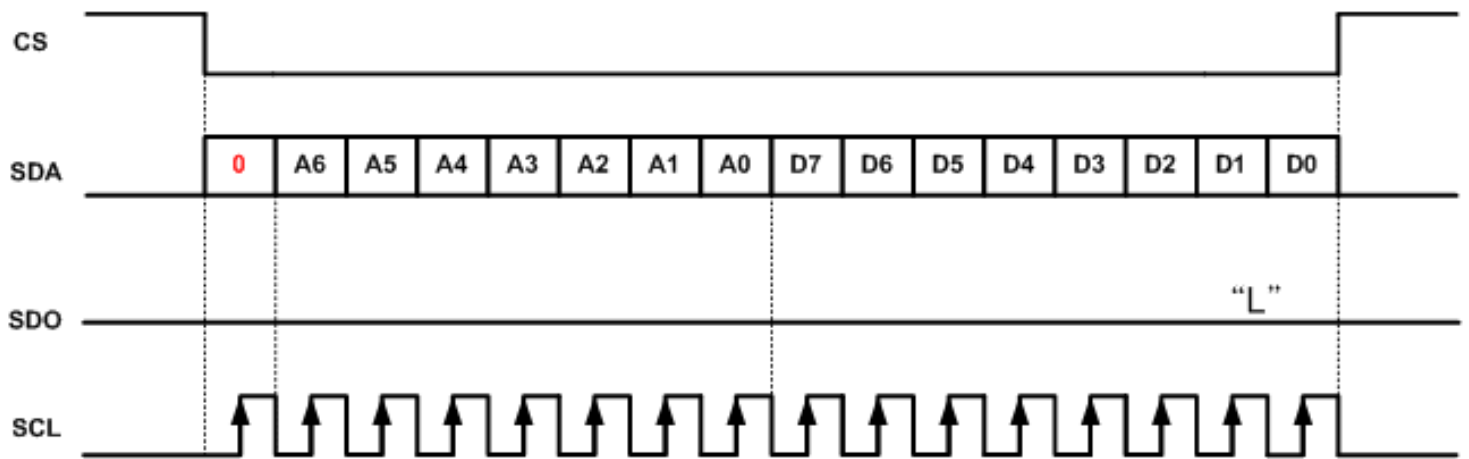 CS
SDA 0 A6 A5 A4 A3 A2 A1 A0 D7 D6 D5 D4 D3 D2 D1 D0
SDO “L”
SCL